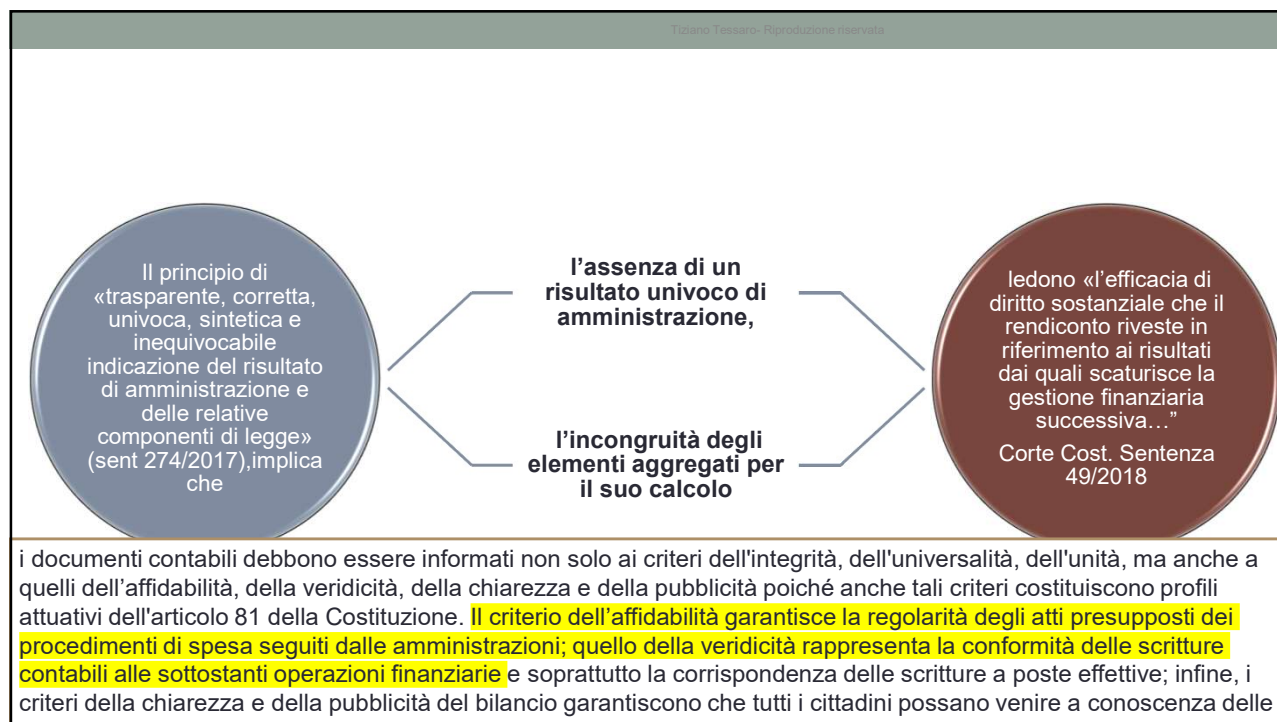 Tiziano Tessaro- Riproduzione riservata
Il principio di
«trasparente, corretta,
univoca, sintetica e
inequivocabile
indicazione del risultato
di amministrazione e
delle relative
componenti di legge»
(sent 274/2017),implica
che
l’assenza di un
risultato univoco di
amministrazione,
l’incongruità degli
elementi aggregati per
il suo calcolo
ledono «l’efficacia di
diritto sostanziale che il
rendiconto riveste in
riferimento ai risultati
dai quali scaturisce la
gestione finanziaria
successiva…”
Corte Cost. Sentenza
49/2018
i documenti contabili debbono essere informati non solo ai criteri dell'integrità, dell'universalità, dell'unità, ma anche a
quelli dell’affidabilità, della veridicità, della chiarezza e della pubblicità poiché anche tali criteri costituiscono profili
attuativi dell'articolo 81 della Costituzione. Il criterio dell’affidabilità garantisce la regolarità degli atti presupposti dei
procedimenti di spesa seguiti dalle amministrazioni; quello della veridicità rappresenta la conformità delle scritture
contabili alle sottostanti operazioni finanziarie e soprattutto la corrispondenza delle scritture a poste effettive; infine, i
criteri della chiarezza e della pubblicità del bilancio garantiscono che tutti i cittadini possano venire a conoscenza delle